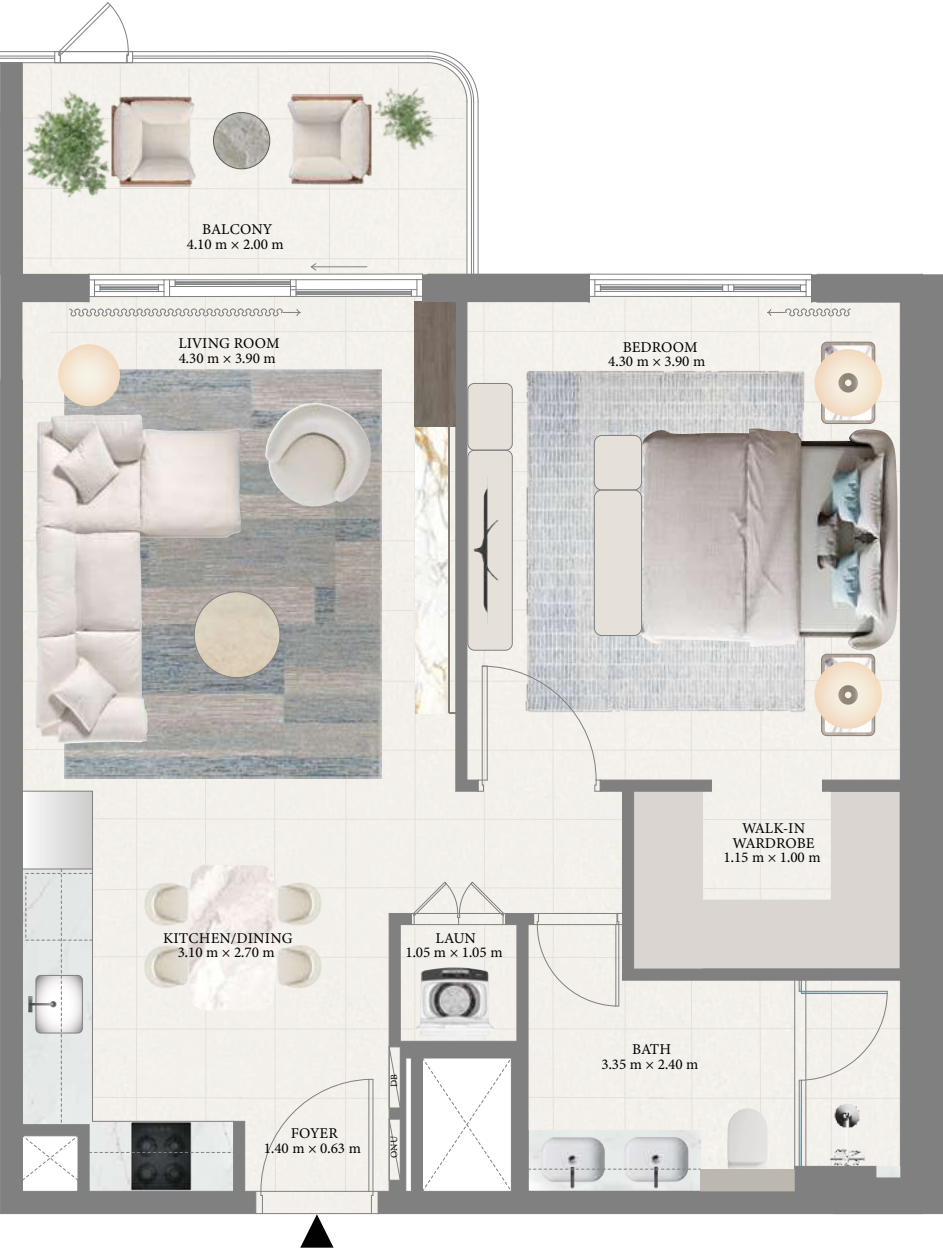 BALCONY
4.10 m × 2.00 m
LIVING ROOM
4.30 m × 3.90 m
BEDROOM
4.30 m × 3.90 m
WALK-IN
WARDROBE
1.15 m × 1.00 m
KITCHEN/DINING
3.10 m × 2.70 m
LAUN
1.05 m × 1.05 m
BATH
3.35 m × 2.40 m
DB
ONU
FOYER
1.40 m × 0.63 m